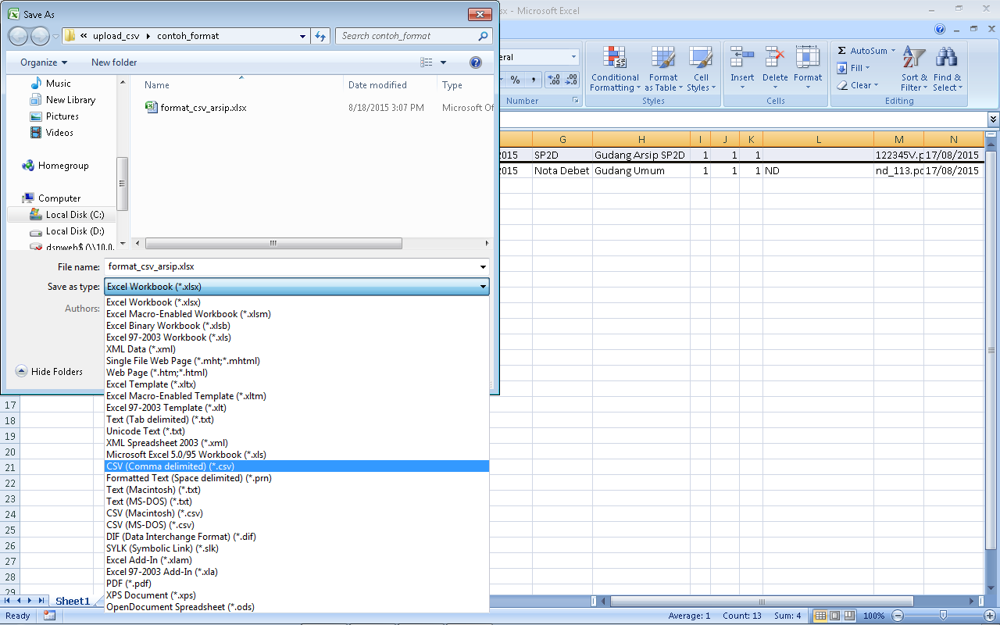 Save As
sx - Microsoft Excel
« upload_csv contoh_format
Search contoh_format
Organize New folder
Music
New Library
Pictures
Videos
Homegroup
Computer
Local Disk (C:)
Local Disk (D:)
Name Date modified Type
format_csv_arsip.xlsx 8/18/2015 3:07 PM Microsoft Of
File name: format_csv_arsip.xlsx
Save as type: Excel Workbook (*.xlsx)
Authors:
Hide Folders
Excel Workbook (*.xlsx)
Excel Macro-Enabled Workbook (*.xlsm)
Excel Binary Workbook (*.xlsb)
Excel 97-2003 Workbook (*.xls)
XML Data (*.xml)
Single File Web Page (*.mht;*.mhtml)
Web Page (*.htm;*.html)
Excel Template (*.xltx)
Excel Macro-Enabled Template (*.xltm)
Excel 97-2003 Template (*.xlt)
Text (Tab delimited) (*.txt)
Unicode Text (*.txt)
XML Spreadsheet 2003 (*.xml)
Microsoft Excel 5.0/95 Workbook (*.xls)
CSV (Comma delimited) (*.csv)
Formatted Text (Space delimited) (*.prn)
Text (Macintosh) (*.txt)
Text (MS-DOS) (*.txt)
CSV (Macintosh) (*.csv)
CSV (MS-DOS) (*.csv)
DIF (Data Interchange Format) (*.dif)
SYLK (Symbolic Link) (*.slk)
Excel Add-In (*.xlam)
Excel 97-2003 Add-In (*.xla)
PDF (*.pdf)
XPS Document (*.xps)
OpenDocument Spreadsheet (*.ods)
eral
% , .00 .0
Number
Conditional Formatting
Format as Table
Cell Styles
Styles
Insert Delete Format
Cells
Σ AutoSum
Fill
Clear
Sort & Filter
Find & Select
Editing
G H I J K L M N
2015 SP2D Gudang Arsip SP2D 1 1 1 122345V.p 17/08/2015
2015 Nota Debet Gudang Umum 1 1 1 ND nd_113.pd 17/08/2015
17
18
19
20
21
22
23
24
25
26
27
28
29
Sheet1
Ready
Average: 1 Count: 13 Sum: 4 100%